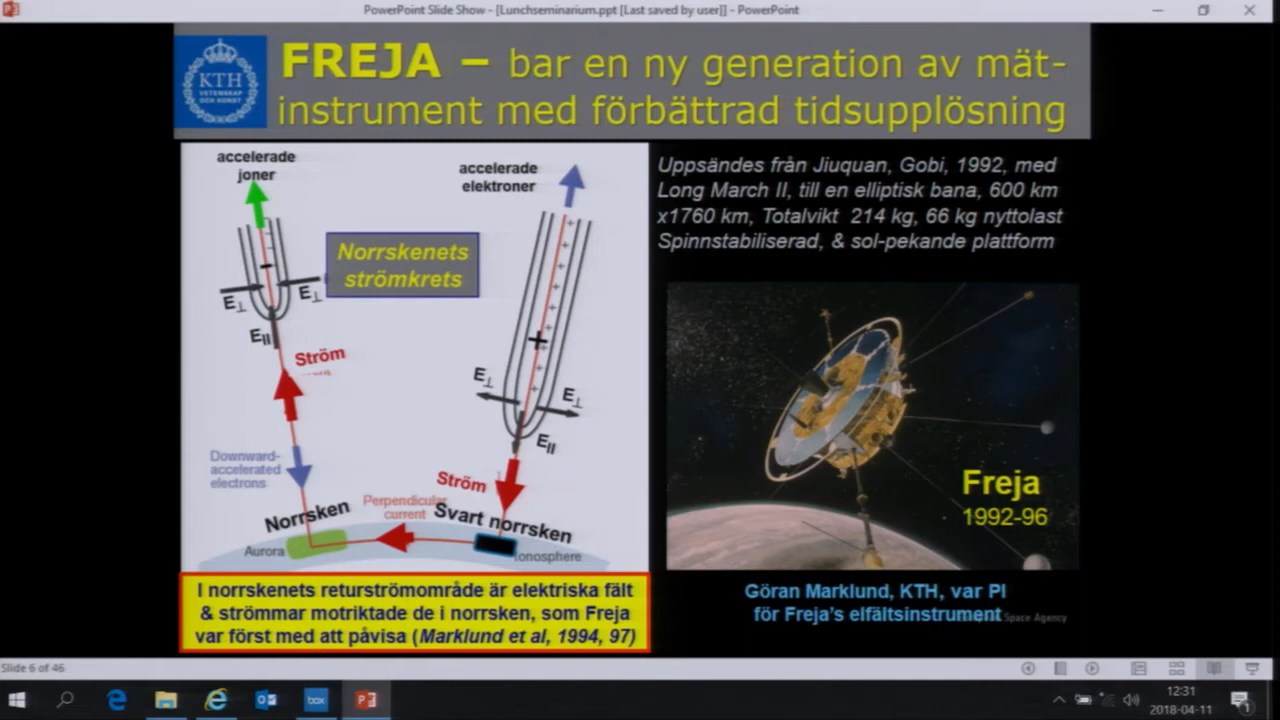 PowerPoint Slide Show - [Lunchseminarium.ppt [Last saved by user]] - PowerPoint
KTH
VETENSKAP
OCH KONST
FREJA – bar en ny generation av mät-
instrument med förbättrad tidsupplösning
accelerade
joner
accelerade
elektroner
Norrskenets
strömkrets
E⊥
E⊥
E||
Ström
E⊥
E⊥
E||
Ström
Downward-
accelerated
electrons
Perpendicular
current
Norrsken
Svart norrsken
Aurora
Ionosphere
I norrskenets returströmområde är elektriska fält
& strömmar motriktade de i norrsken, som Freja
var först med att påvisa (Marklund et al, 1994, 97)
Uppsändes från Jiuquan, Gobi, 1992, med
Long March II, till en elliptisk bana, 600 km
x1760 km, Totalvikt 214 kg, 66 kg nyttolast
Spinnstabiliserad, & sol-pekande plattform
Freja
1992-96
Göran Marklund, KTH, var PI
för Freja's elfältsinstrument
Space Agency
Slide 6 of 46
box
12:31
2018-04-11
1